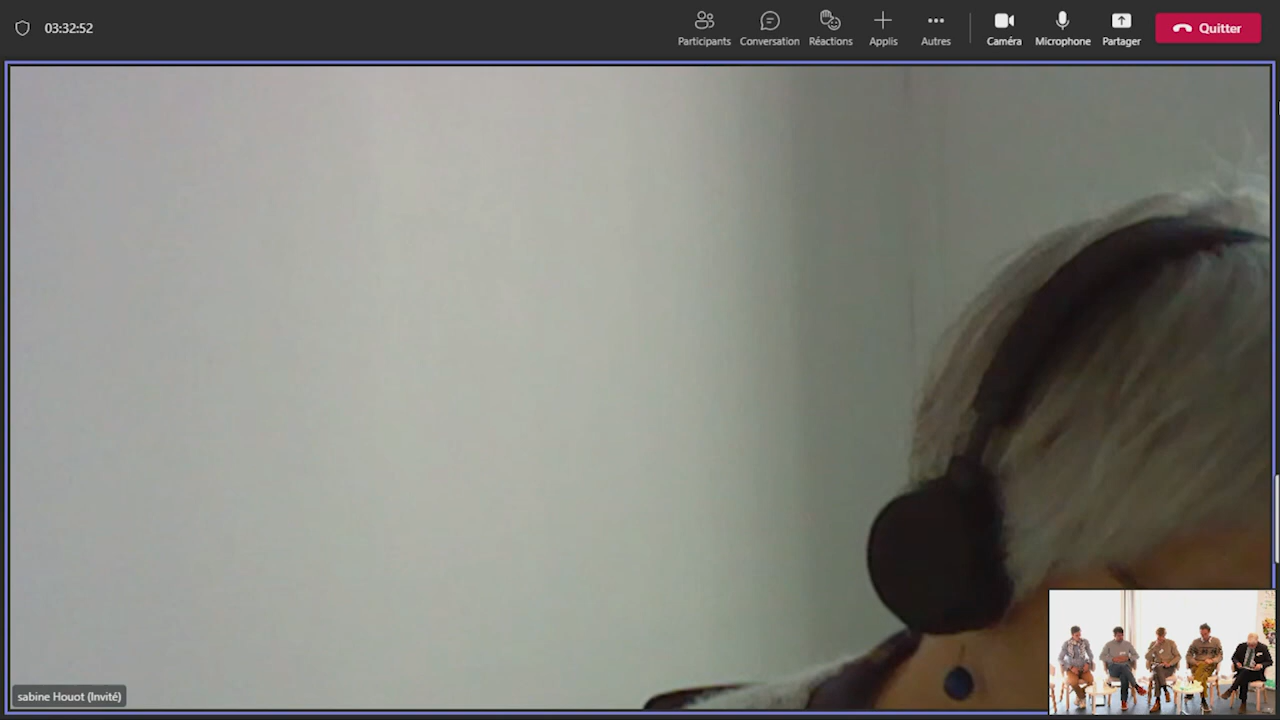 03:32:52
Participants
Conversation
Réactions
Applis
Autres
Caméra
Microphone
Partager
Quitter
sabine Houot (Invité)